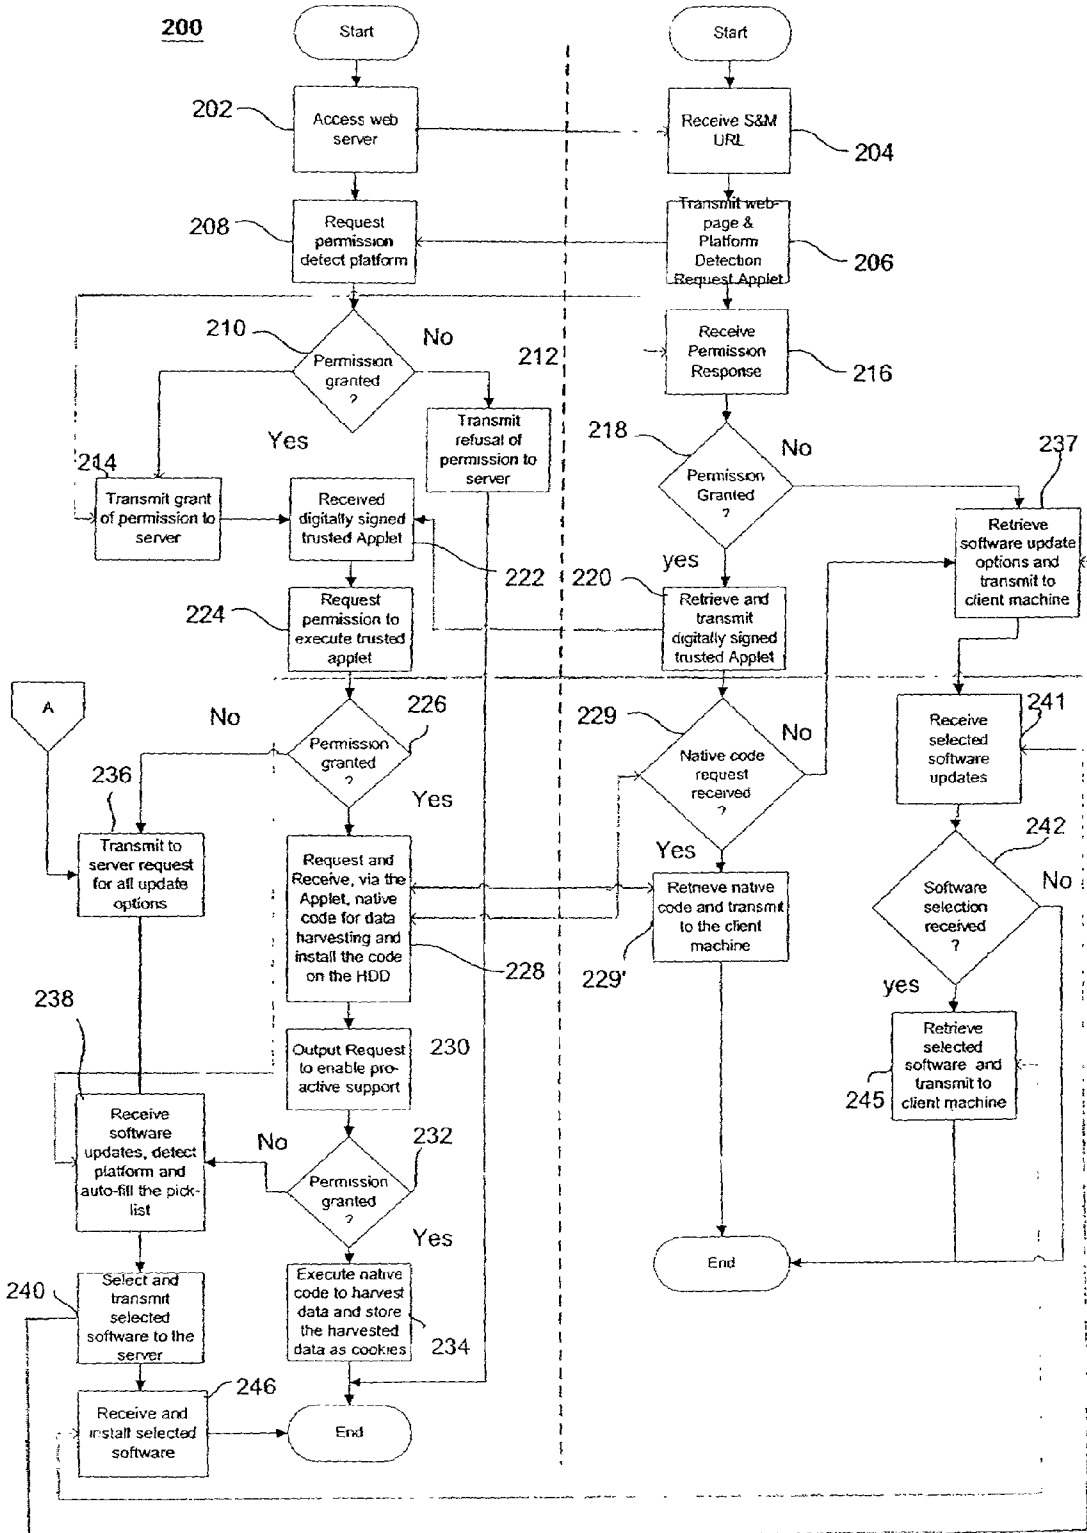 200
Start
Start
202
Access web
server
Receive S&M
URL
204
208
Request
permission
detect platform
Transmit web-
page &
Platform
Detection
Request Applet
206
210
No
Permission
granted
?
212
Receive
Permission
Response
216
Yes
Transmit
refusal of
permission to
server
218
No
237
Permission
Granted
?
214
Transmit grant
of permission to
server
Received
digitally signed
trusted Applet
222
Retrieve
software update
options and
transmit to
client machine
yes
220
224
Request
permission to
execute trusted
applet
Retrieve and
transmit
digitally signed
trusted Applet
A
No
226
Permission
granted
?
Yes
229
No
Native code
request
received
?
Yes
241
Receive
selected
software
updates
236
Transmit to
server request
for all update
options
Request and
Receive, via the
Applet, native
code for data
harvesting and
install the code
on the HDD
228
Retrieve native
code and transmit
to the client
machine
229'
242
Software
selection
received
?
No
yes
238
Output Request
to enable pro-
active support
230
Retrieve
selected
software and
transmit to
client machine
245
Receive
software
updates, detect
platform and
auto-fill the pick-
list
No
232
Permission
granted
?
Yes
240
Select and
transmit
selected
software to the
server
Execute native
code to harvest
data and store
the harvested
data as cookies
234
End
246
Receive and
install selected
software
End